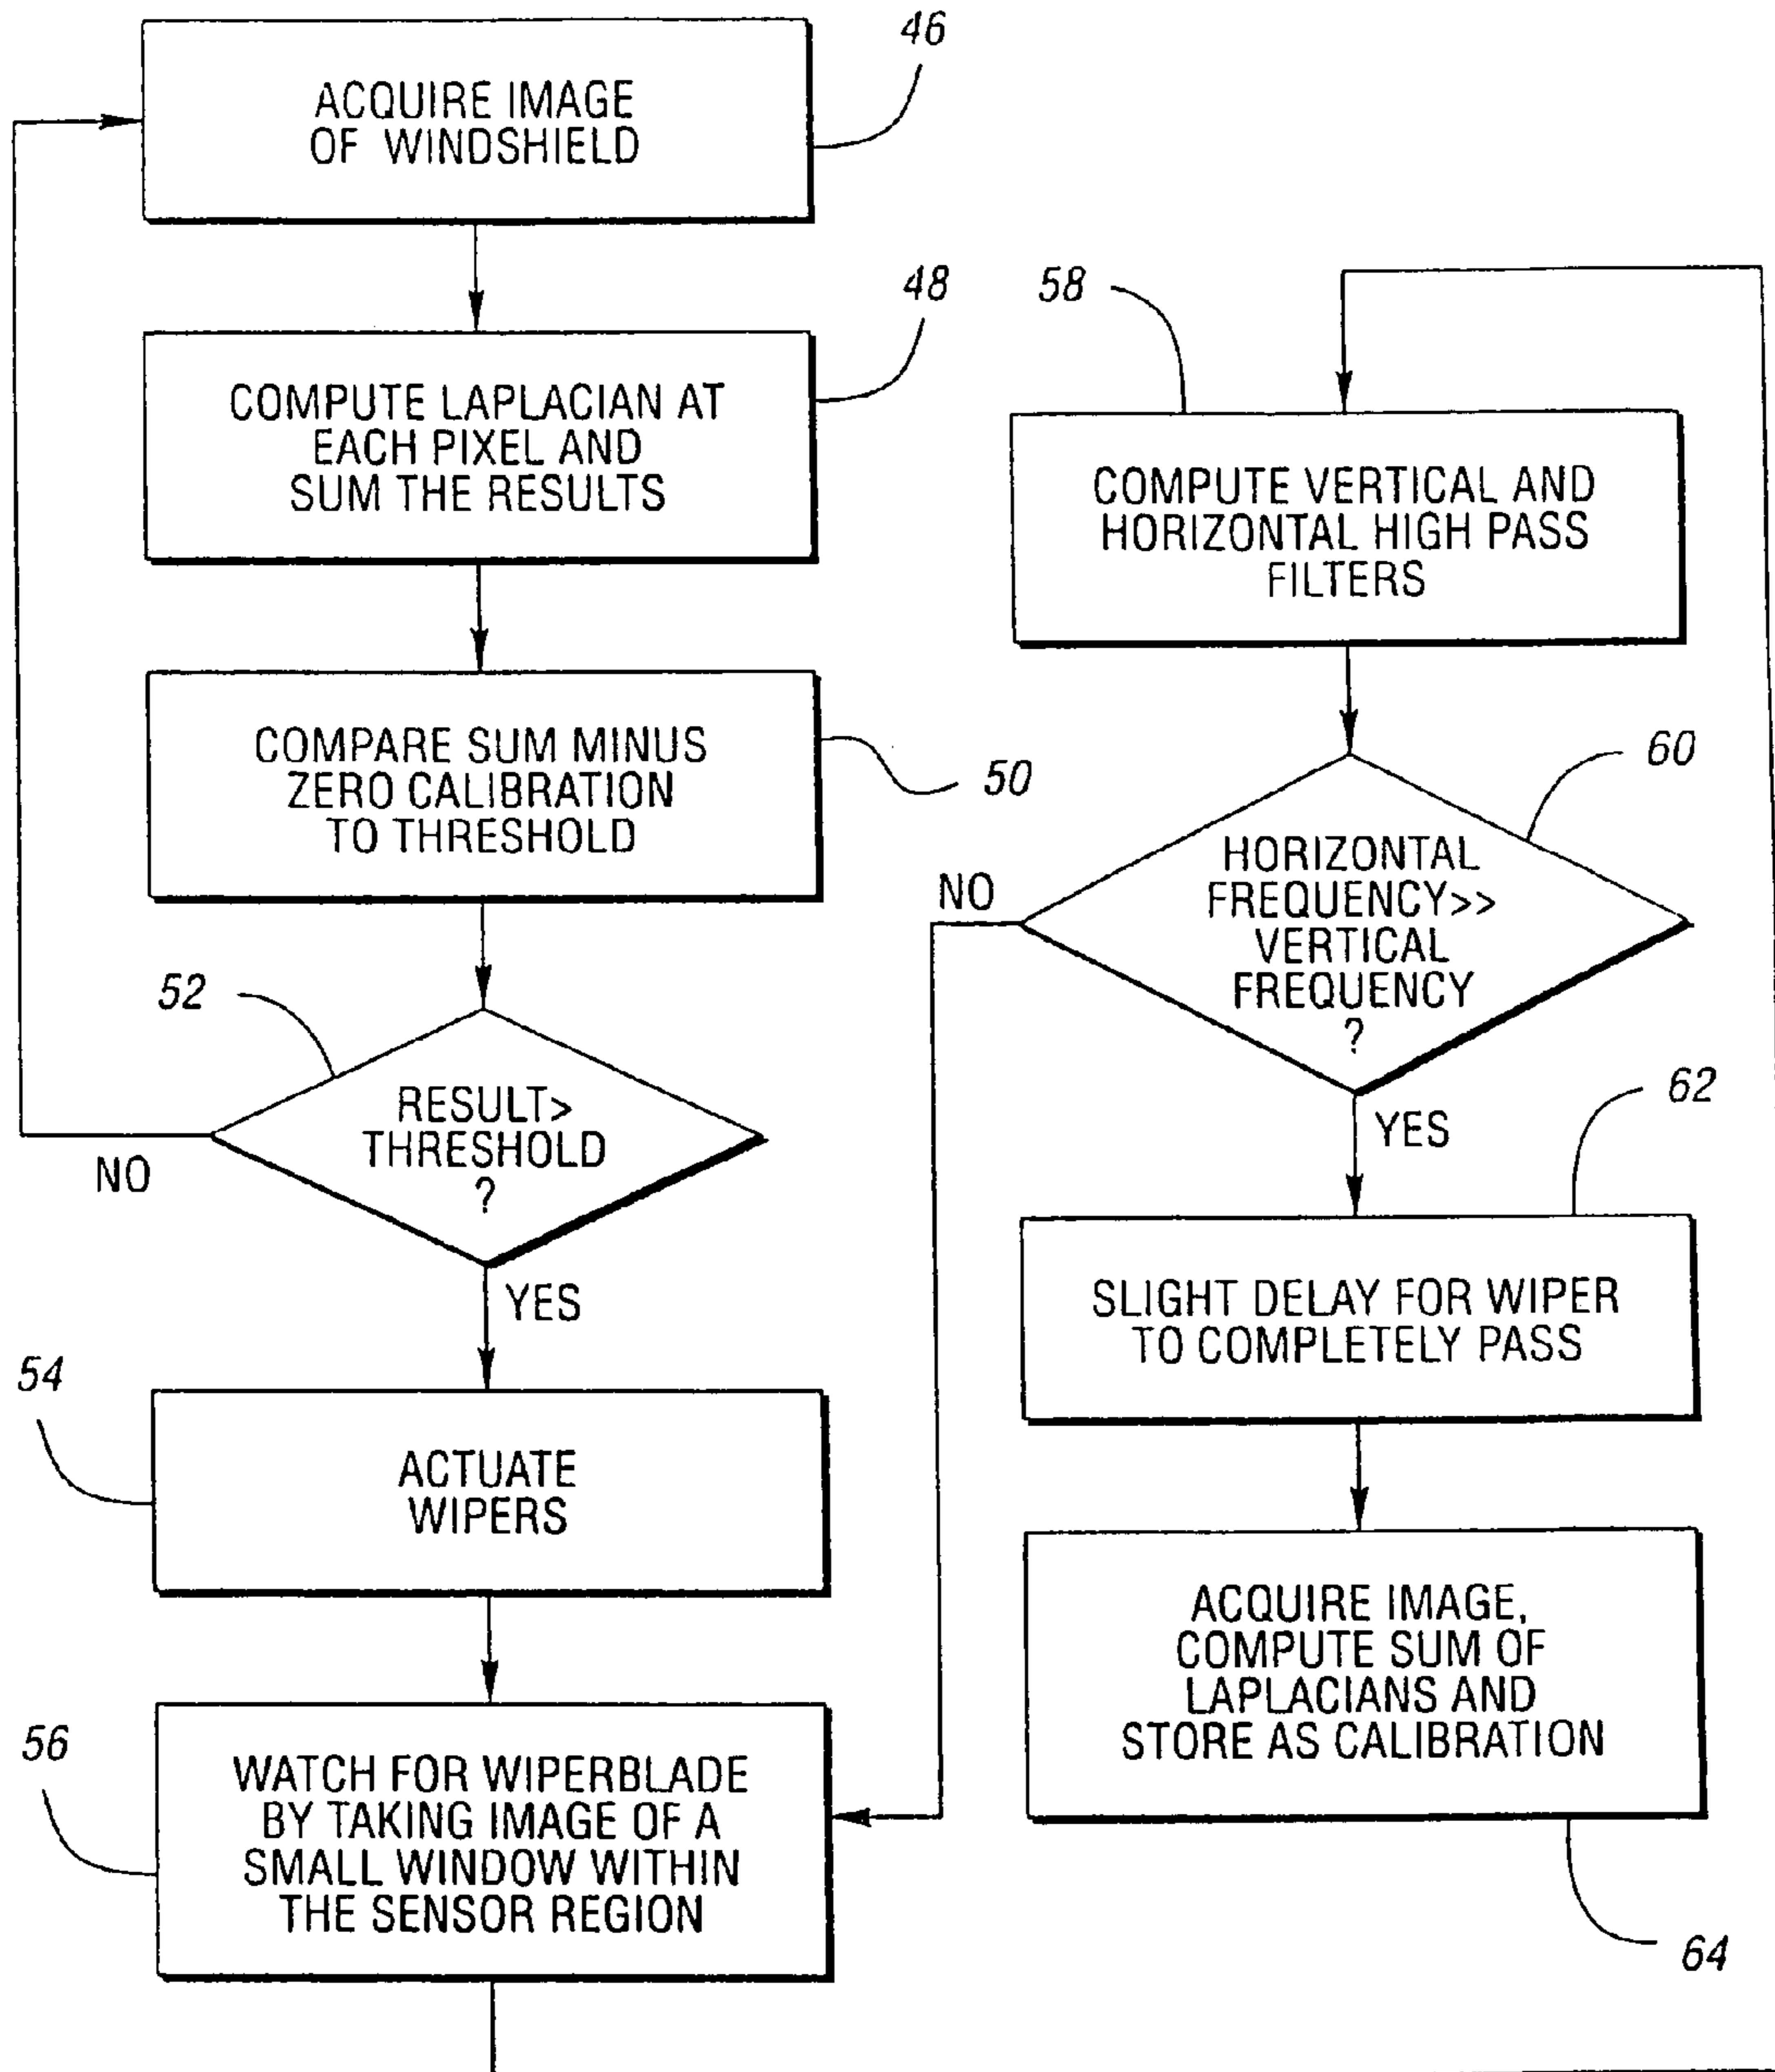 46
ACQUIRE IMAGE
OF WINDSHIELD
48
COMPUTE LAPLACIAN AT
EACH PIXEL AND
SUM THE RESULTS
50
COMPARE SUM MINUS
ZERO CALIBRATION
TO THRESHOLD
52
RESULT>
THRESHOLD
?
NO
YES
54
ACTUATE
WIPERS
56
WATCH FOR WIPERBLADE
BY TAKING IMAGE OF A
SMALL WINDOW WITHIN
THE SENSOR REGION
58
COMPUTE VERTICAL AND
HORIZONTAL HIGH PASS
FILTERS
60
HORIZONTAL
FREQUENCY>>
VERTICAL
FREQUENCY
?
NO
YES
62
SLIGHT DELAY FOR WIPER
TO COMPLETELY PASS
ACQUIRE IMAGE,
COMPUTE SUM OF
LAPLACIANS AND
STORE AS CALIBRATION
64